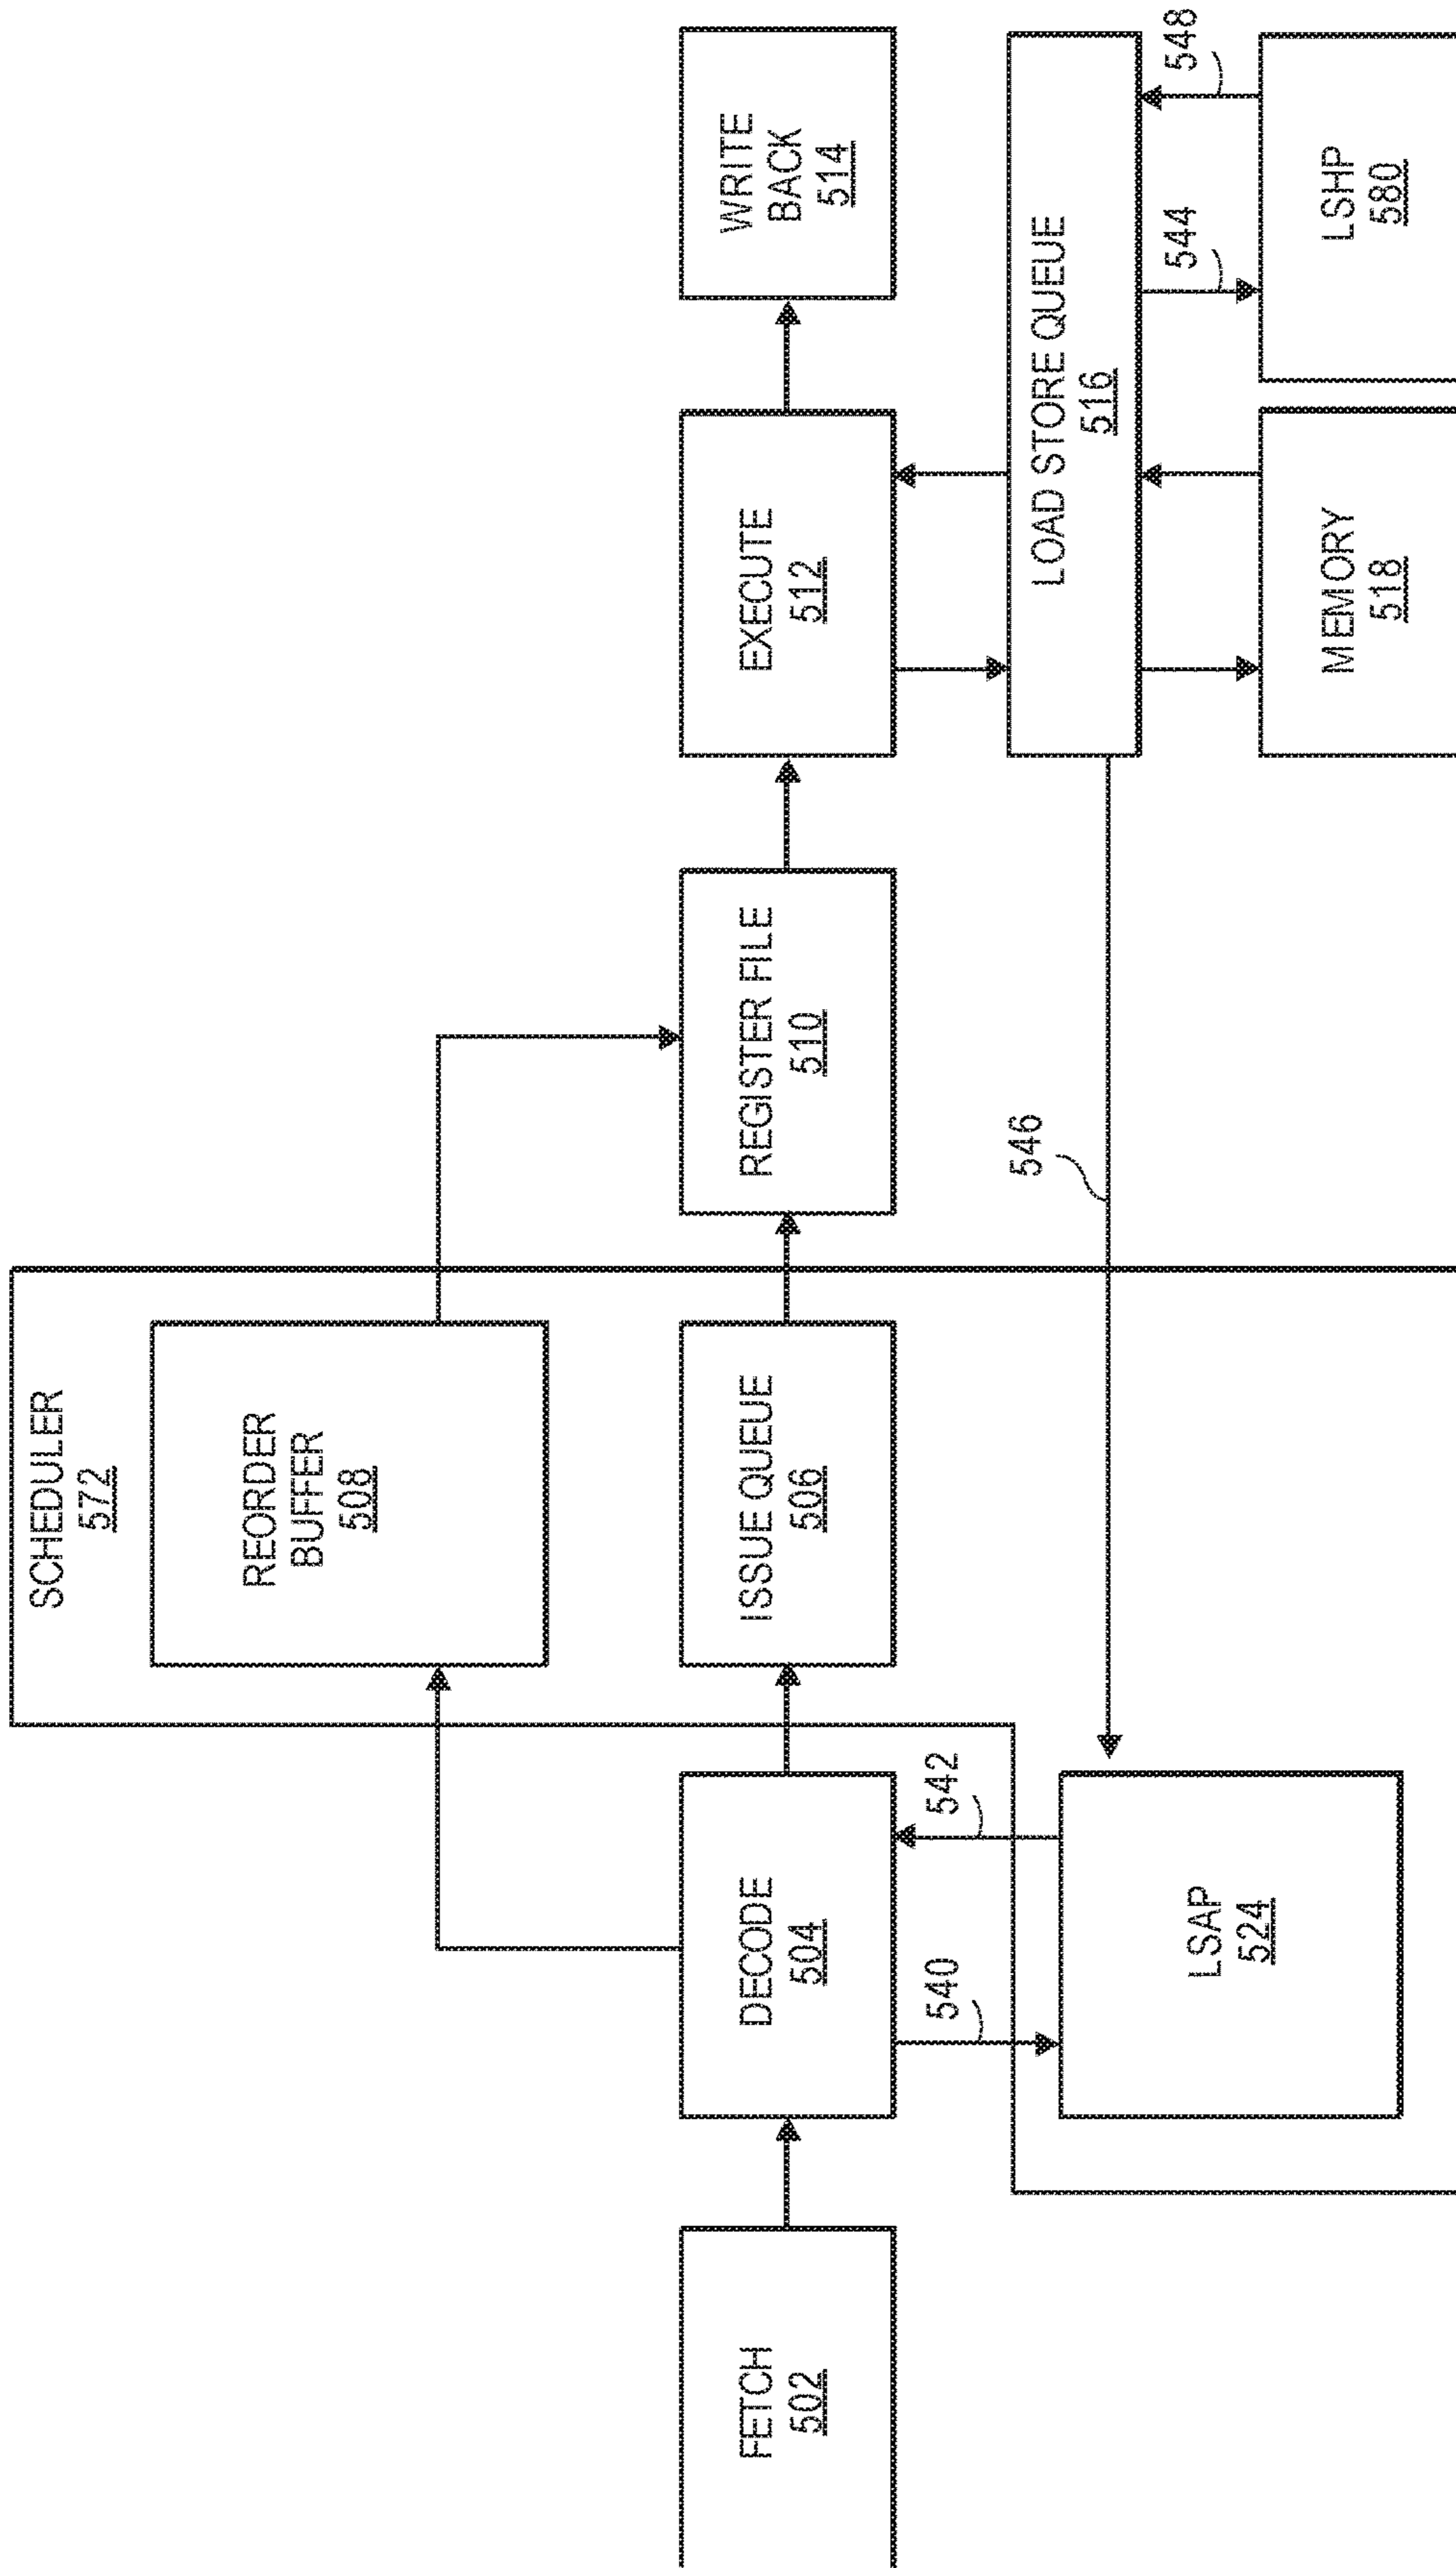 SCHEDULER
572
REORDER
BUFFER
508
FETCH
502
DECODE
504
ISSUE QUEUE
506
REGISTER FILE
510
EXECUTE
512
WRITE
BACK
514
540
542
546
LOAD STORE QUEUE
516
544
548
LSAP
524
MEMORY
518
LSHP
580